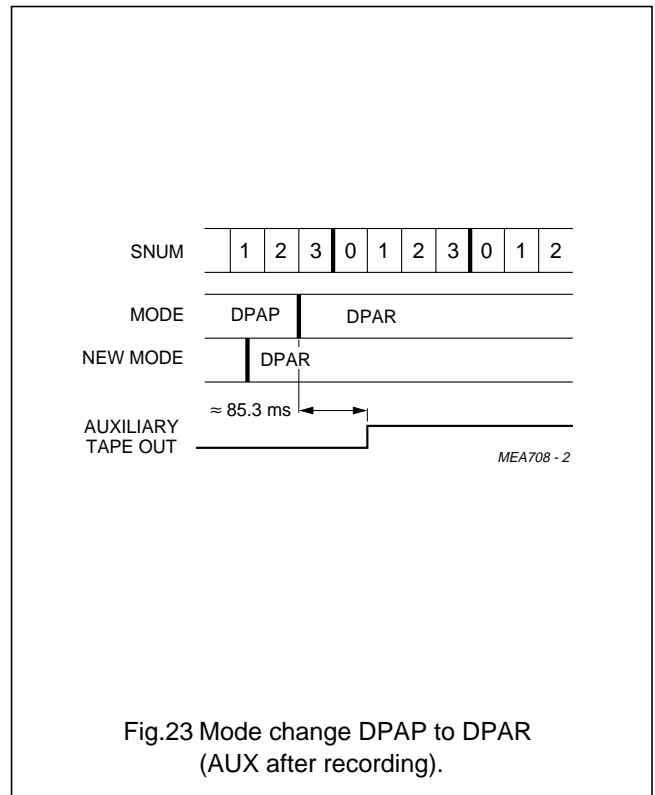 SNUM 1 2 3 0 1 2 3 0 1 2
MODE DPAP DPAR
NEW MODE DPAR
≈ 85.3 ms
AUXILIARY
TAPE OUT
MEA708 - 2
Fig.23 Mode change DPAP to DPAR
(AUX after recording).